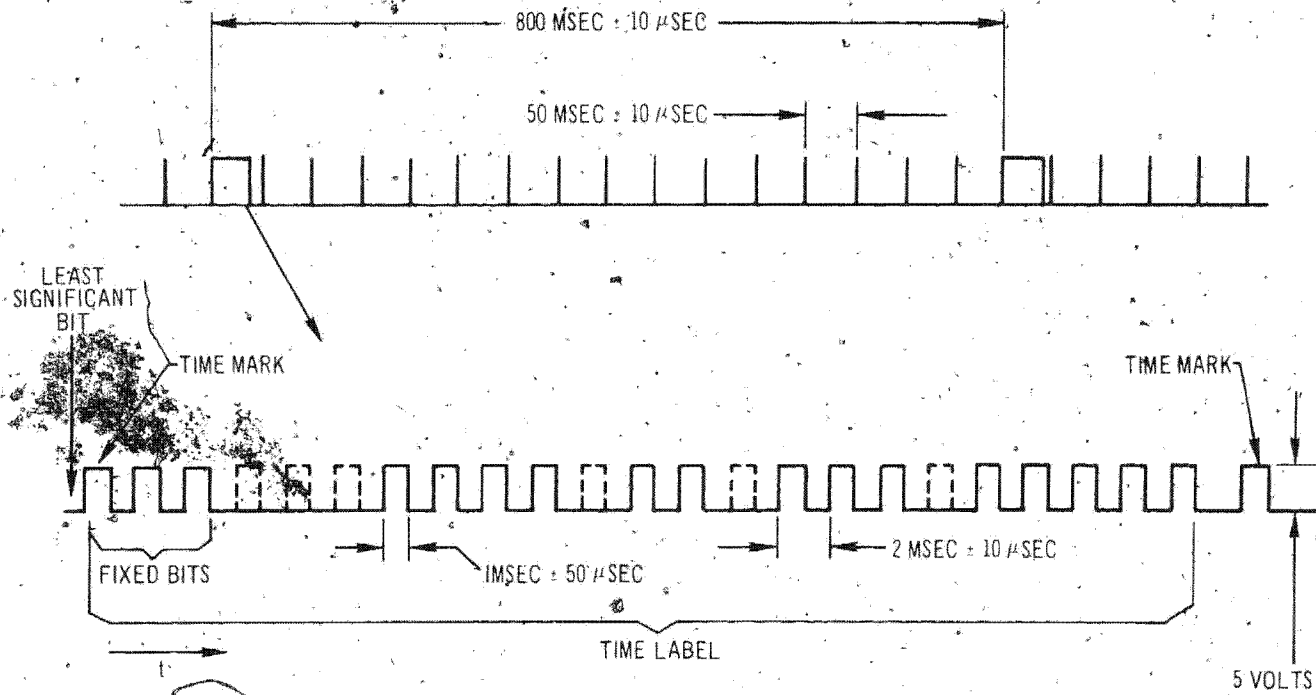 800 MSEC ± 10 μSEC
50 MSEC ± 10 μSEC
LEAST
SIGNIFICANT
BIT
TIME MARK
TIME MARK
FIXED BITS
1MSEC ± 50 μSEC
2 MSEC ± 10 μSEC
TIME LABEL
t
5 VOLTS